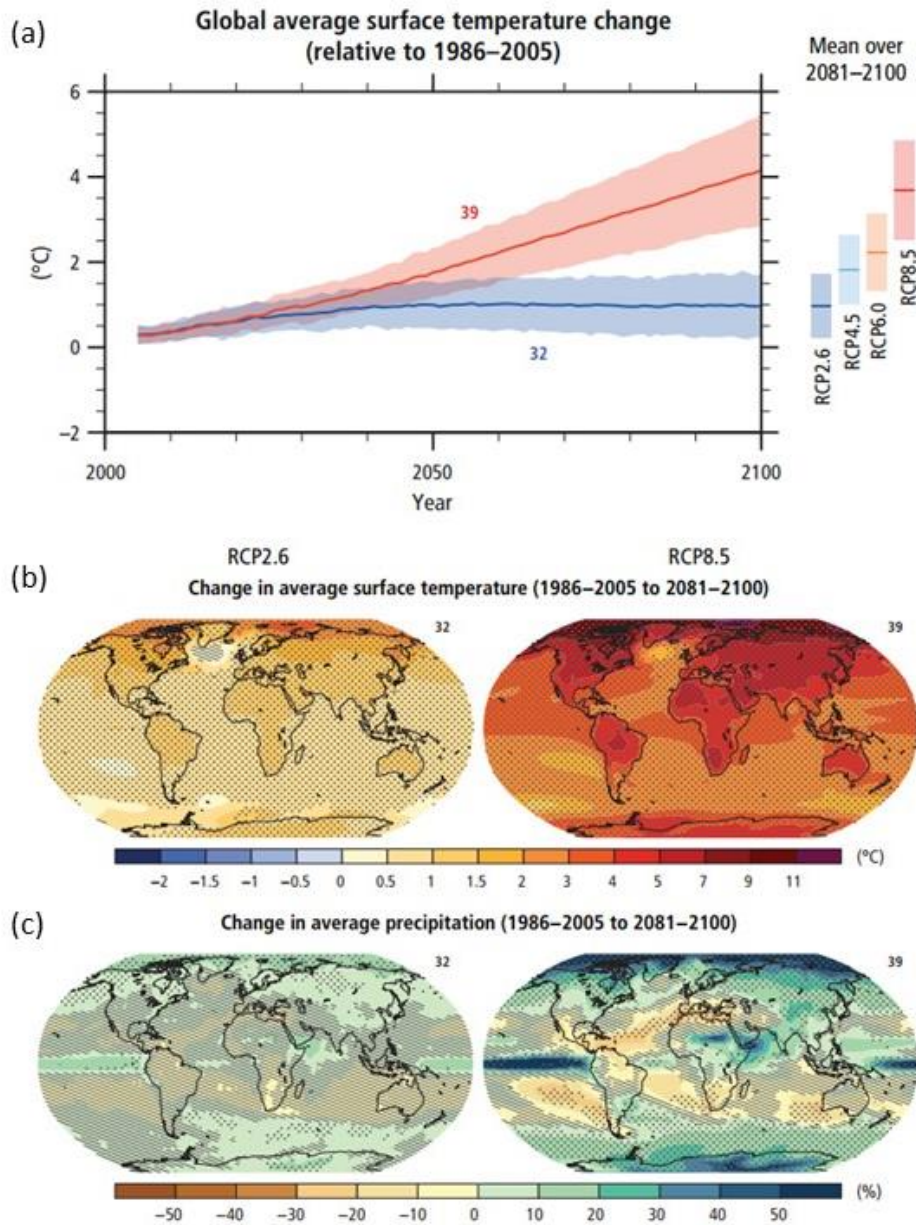 (a)
Global average surface temperature change
(relative to 1986–2005)
Mean over
2081–2100
6
4
2
0
−2
(°C)
39
32
2000
2050
2100
Year
RCP2.6
RCP4.5
RCP6.0
RCP8.5
RCP2.6
RCP8.5
(b)
Change in average surface temperature (1986–2005 to 2081–2100)
32
39
(°C)
−2 −1.5 −1 −0.5 0 0.5 1 1.5 2 3 4 5 7 9 11
(c)
Change in average precipitation (1986–2005 to 2081–2100)
32
39
(%)
−50 −40 −30 −20 −10 0 10 20 30 40 50